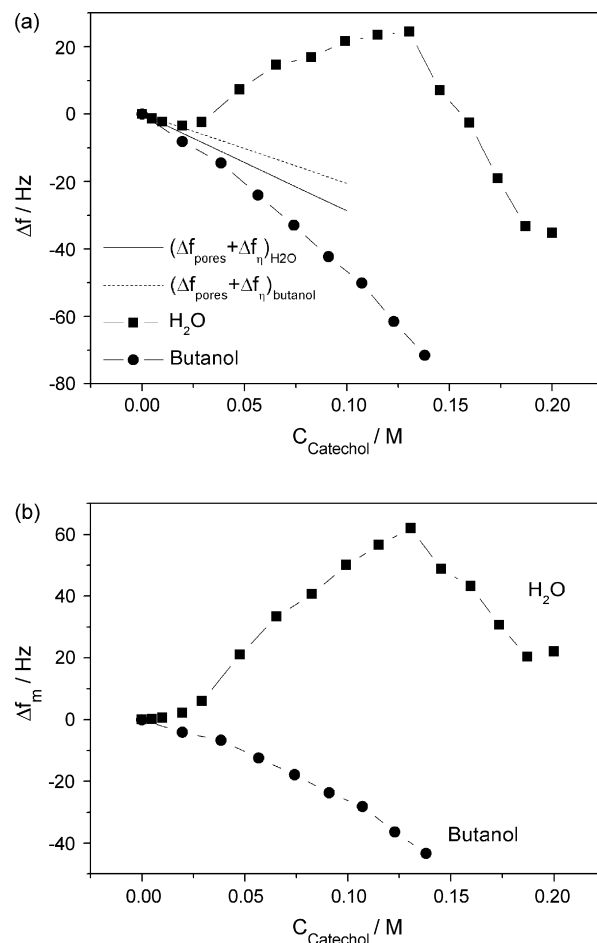 (a)
20
0
-20
-40
-60
-80
Δf / Hz
(Δf_pores+Δf_η)_H2O
(Δf_pores+Δf_η)_butanol
H₂O
Butanol
0.00 0.05 0.10 0.15 0.20
C_Catechol / M
(b)
60
40
20
0
-20
-40
Δf_m / Hz
H₂O
Butanol
0.00 0.05 0.10 0.15 0.20
C_Catechol / M